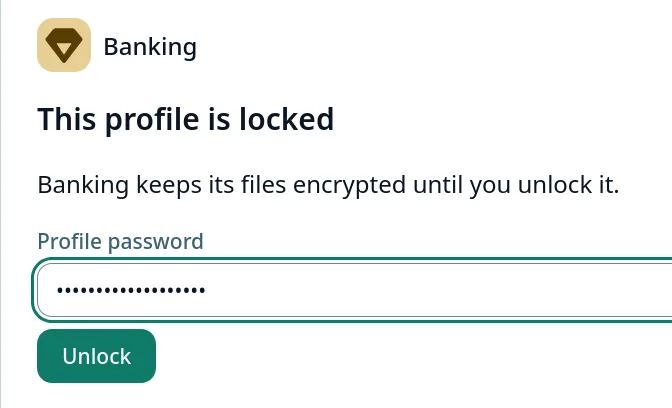 Banking
This profile is locked
Banking keeps its files encrypted until you unlock it.
Profile password
•••••••••••••••••••
Unlock